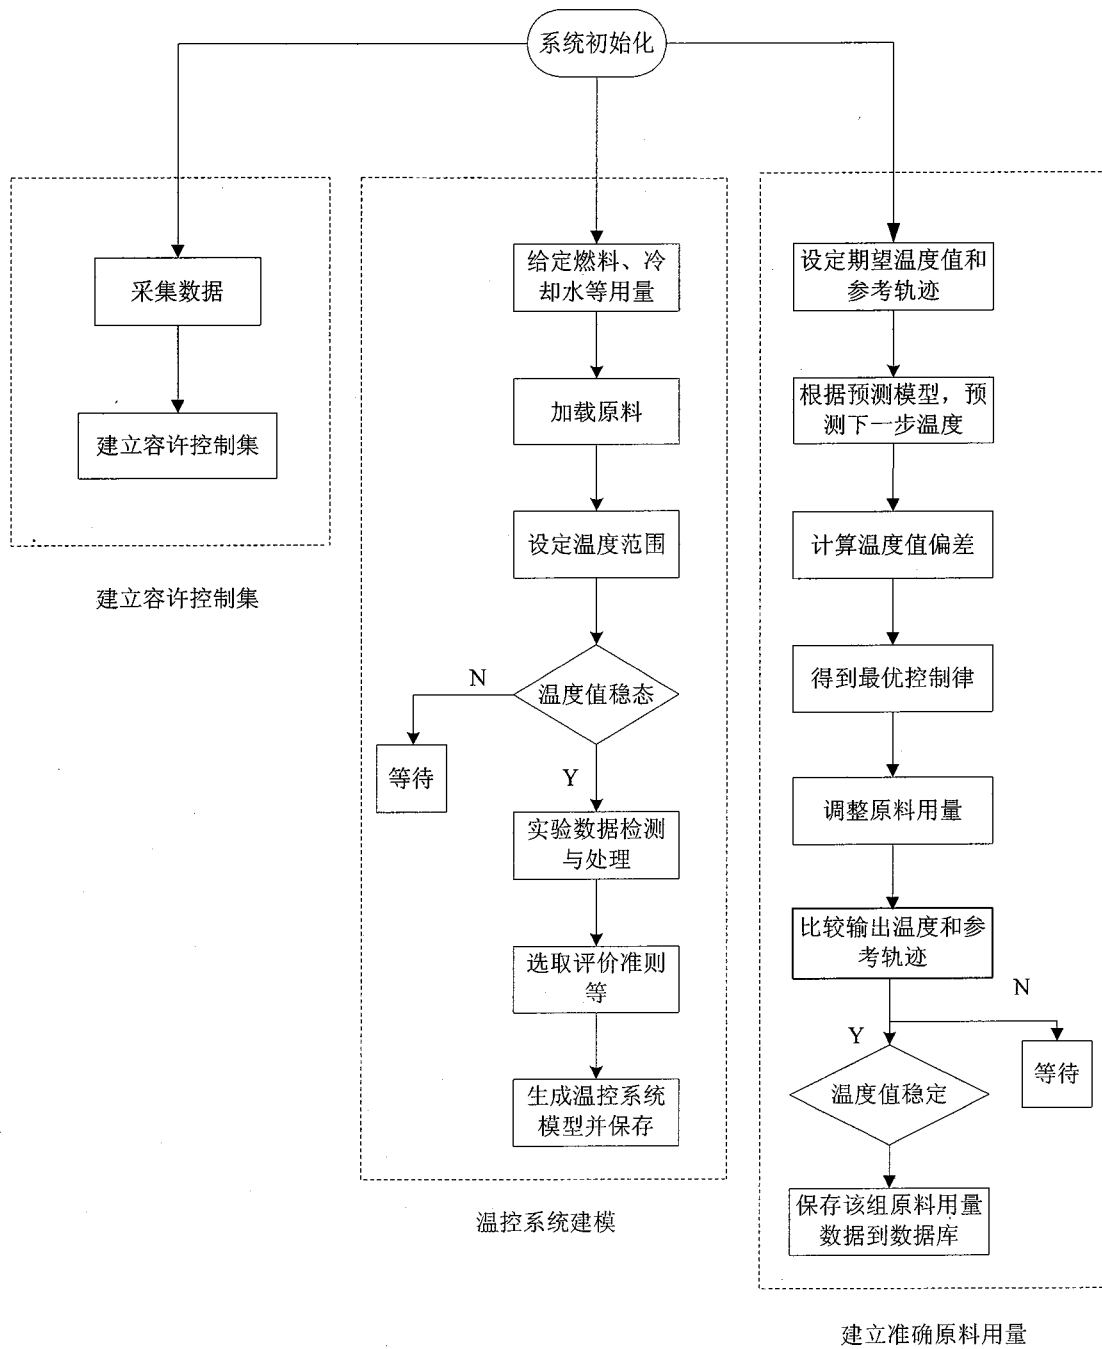 系统初始化
采集数据
建立容许控制集
建立容许控制集
给定燃料、冷
却水等用量
加载原料
设定温度范围
温度值稳态
N
等待
Y
实验数据检测
与处理
选取评价准则
等
生成温控系统
模型并保存
温控系统建模
设定期望温度值和
参考轨迹
根据预测模型，预
测下一步温度
计算温度值偏差
得到最优控制律
调整原料用量
比较输出温度和参
考轨迹
N
等待
Y
温度值稳定
保存该组原料用量
数据到数据库
建立准确原料用量